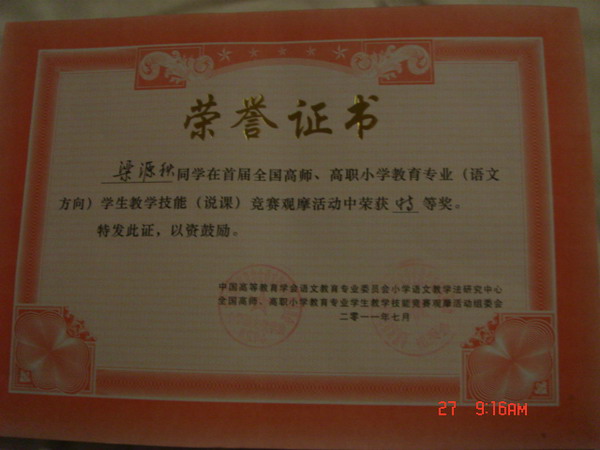 荣誉证书
梁源秋同学在首届全国高师、高职小学教育专业（语文
方向）学生教学技能（说课）竞赛观摩活动中荣获 特 等奖。
特发此证，以资鼓励。
中国高等教育学会语文教育专业委员会小学语文教学法研究中心
全国高师、高职小学教育专业学生教学技能竞赛观摩活动组委会
二〇一一年七月
27 9:16AM